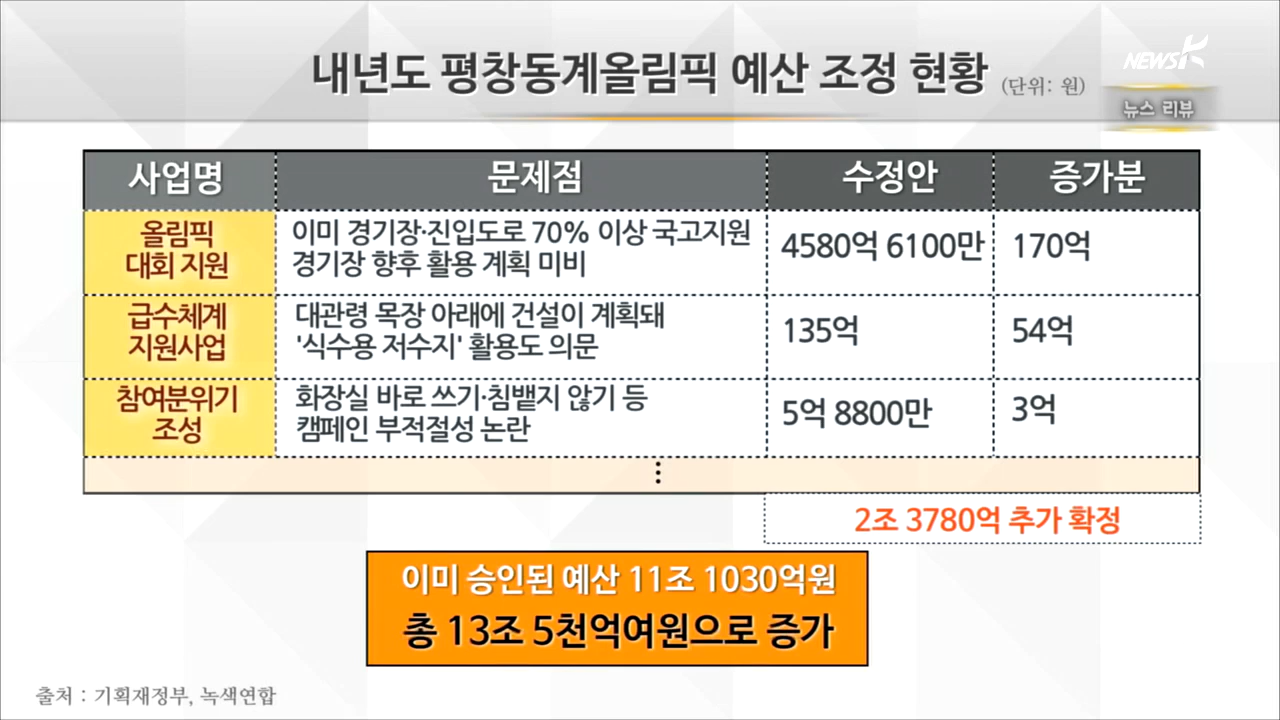 내년도 평창동계올림픽 예산 조정 현황 (단위: 원)
NEWS K
뉴스 리뷰
사업명 문제점 수정안 증가분
올림픽
대회 지원
이미 경기장·진입도로 70% 이상 국고지원
경기장 향후 활용 계획 미비
4580억 6100만
170억
급수체계
지원사업
대관령 목장 아래에 건설이 계획돼
'식수용 저수지' 활용도 의문
135억
54억
참여분위기
조성
화장실 바로 쓰기·침뱉지 않기 등
캠페인 부적절성 논란
5억 8800만
3억
⋮
2조 3780억 추가 확정
이미 승인된 예산 11조 1030억원
총 13조 5천억여원으로 증가
출처 : 기획재정부, 녹색연합